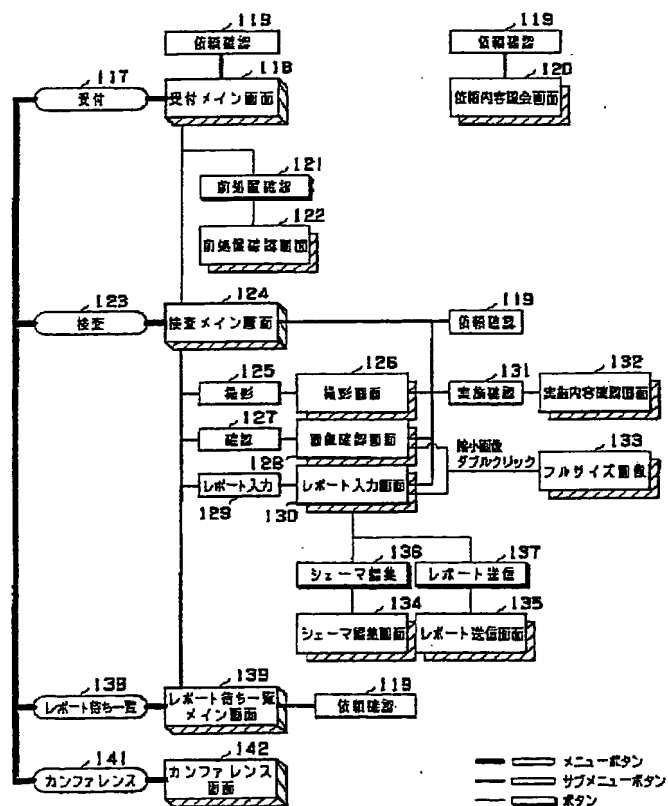 119
依頼確認
119
依頼確認
117
受付
118
受付メイン画面
120
依頼内容照会画面
121
前処置確認
122
前処置確認画面
123
検査
124
検査メイン画面
119
依頼確認
125
撮影
126
撮影画面
131
実施確認
132
実施内容確認画面
127
確認
128
画像確認画面
縮小画像
ダブルクリック
133
フルサイズ画像
129
レポート入力
130
レポート入力画面
136
シェーマ編集
137
レポート送信
134
シェーマ編集画面
135
レポート送信画面
138
レポート待ち一覧
139
レポート待ち一覧
メイン画面
119
依頼確認
141
カンファレンス
142
カンファレンス
画面
メニューボタン
サブメニューボタン
ボタン